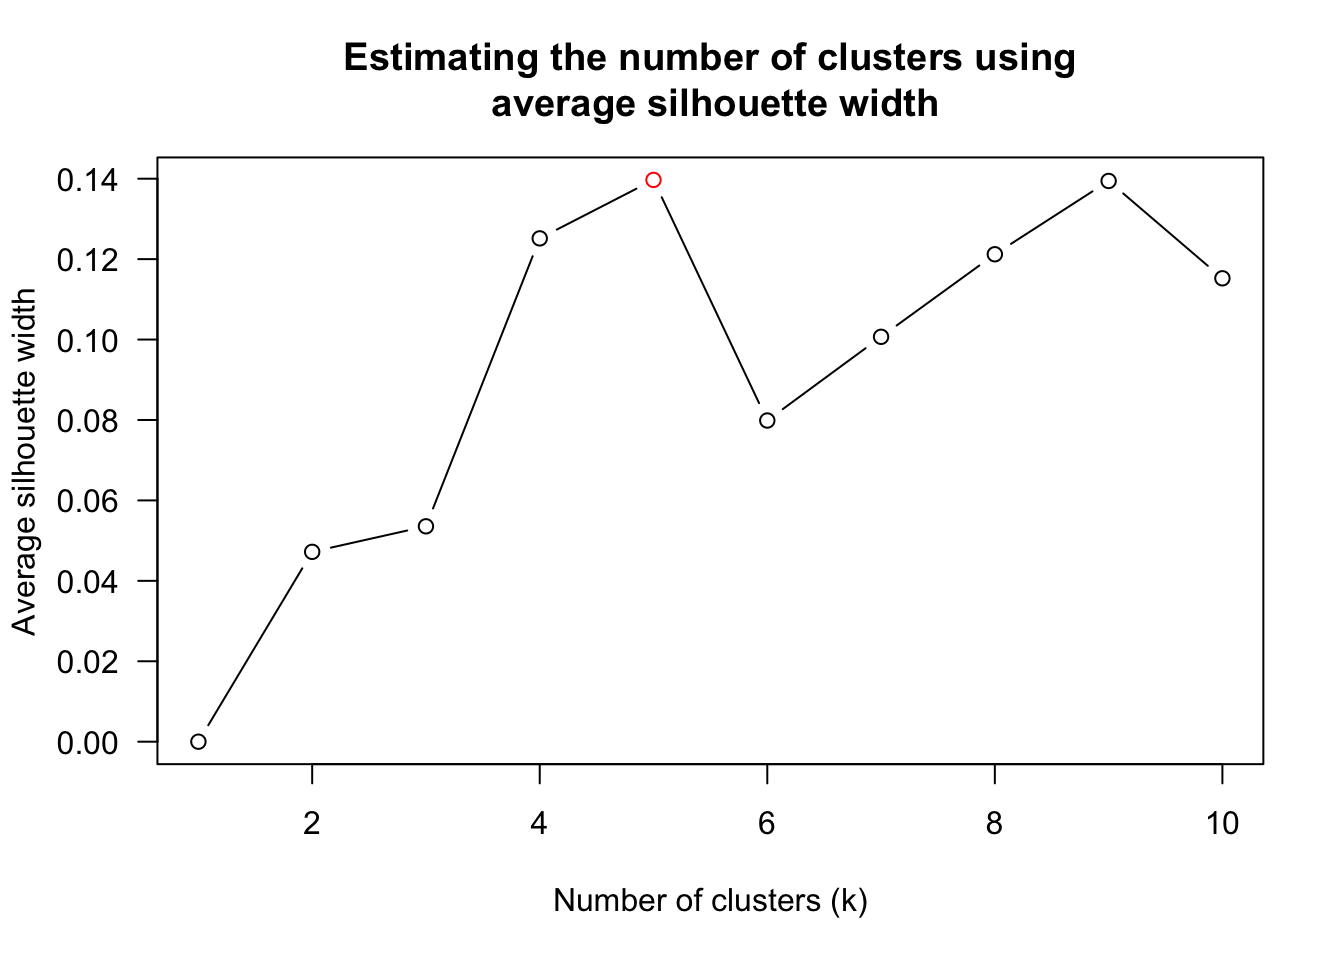 Estimating the number of clusters using
average silhouette width
Average silhouette width
0.14
0.12
0.10
0.08
0.06
0.04
0.02
0.00
2 4 6 8 10
Number of clusters (k)